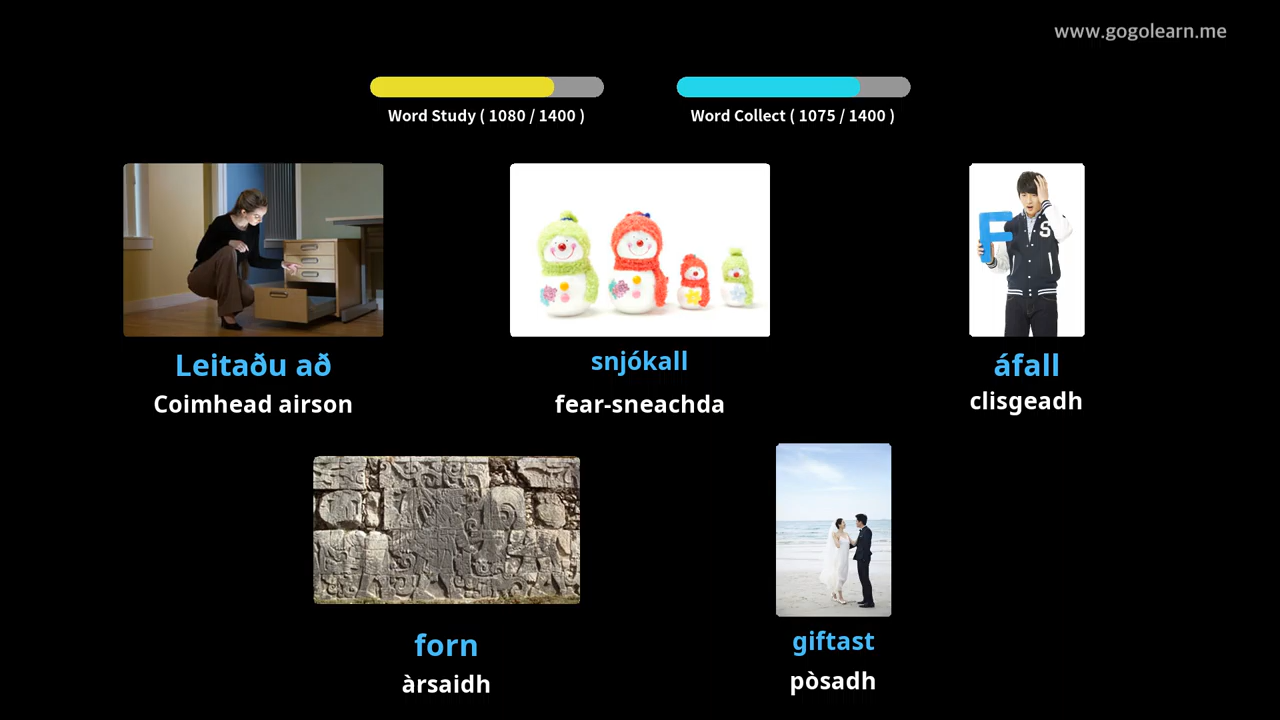 www.gogolearn.me
Word Study ( 1080 / 1400 )
Word Collect ( 1075 / 1400 )
F
S
Leitaðu að
Coimhead airson
snjókall
fear-sneachda
áfall
clisgeadh
forn
àrsaidh
giftast
pòsadh